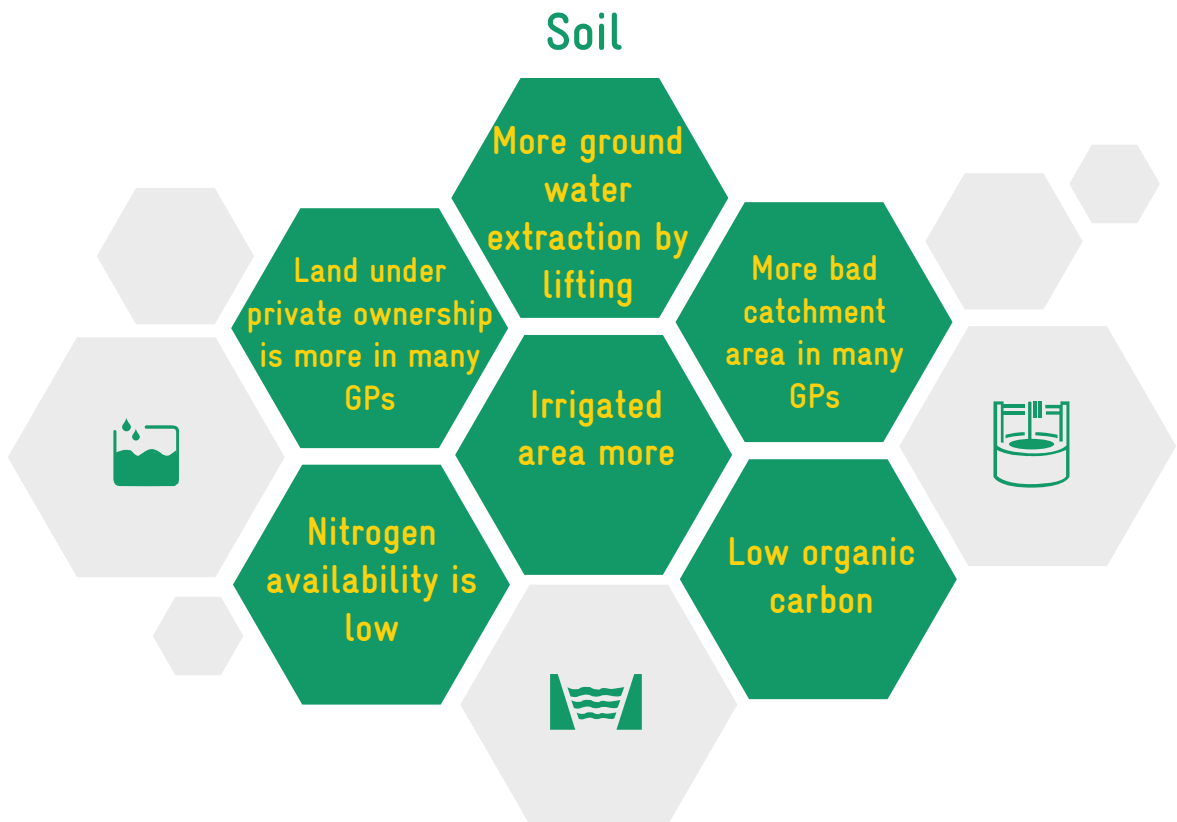 Soil
More ground
water
extraction by
lifting
Land under
private ownership
is more in many
GPs
More bad
catchment
area in many
GPs
Irrigated
area more
Nitrogen
availability is
low
Low organic
carbon